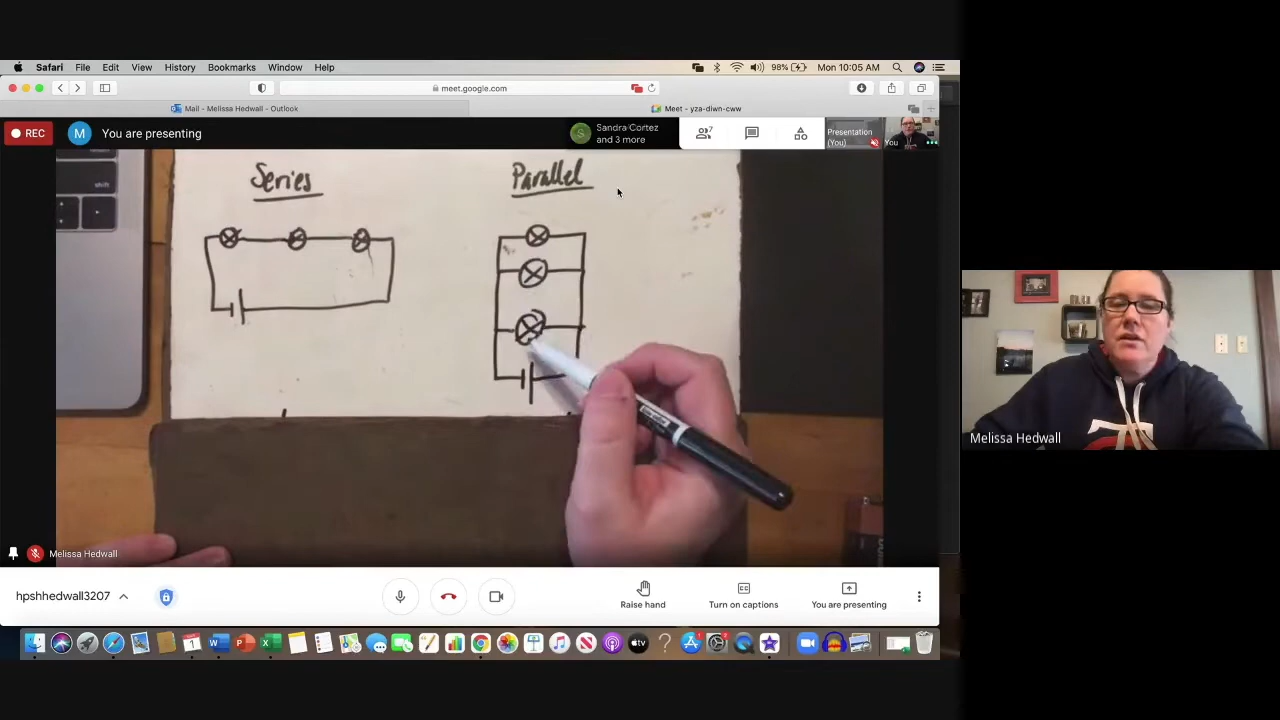 Safari File Edit View History Bookmarks Window Help
98% Mon 10:05 AM
meet.google.com
Mail - Melissa Hedwall - Outlook
Meet - yza-diwn-cww
REC
M
You are presenting
S
Sandra Cortez
and 3 more
7
Presentation
(You)
You
Series
Parallel
shift
Melissa Hedwall
Melissa Hedwall
hpshhedwall3207
Raise hand
Turn on captions
You are presenting